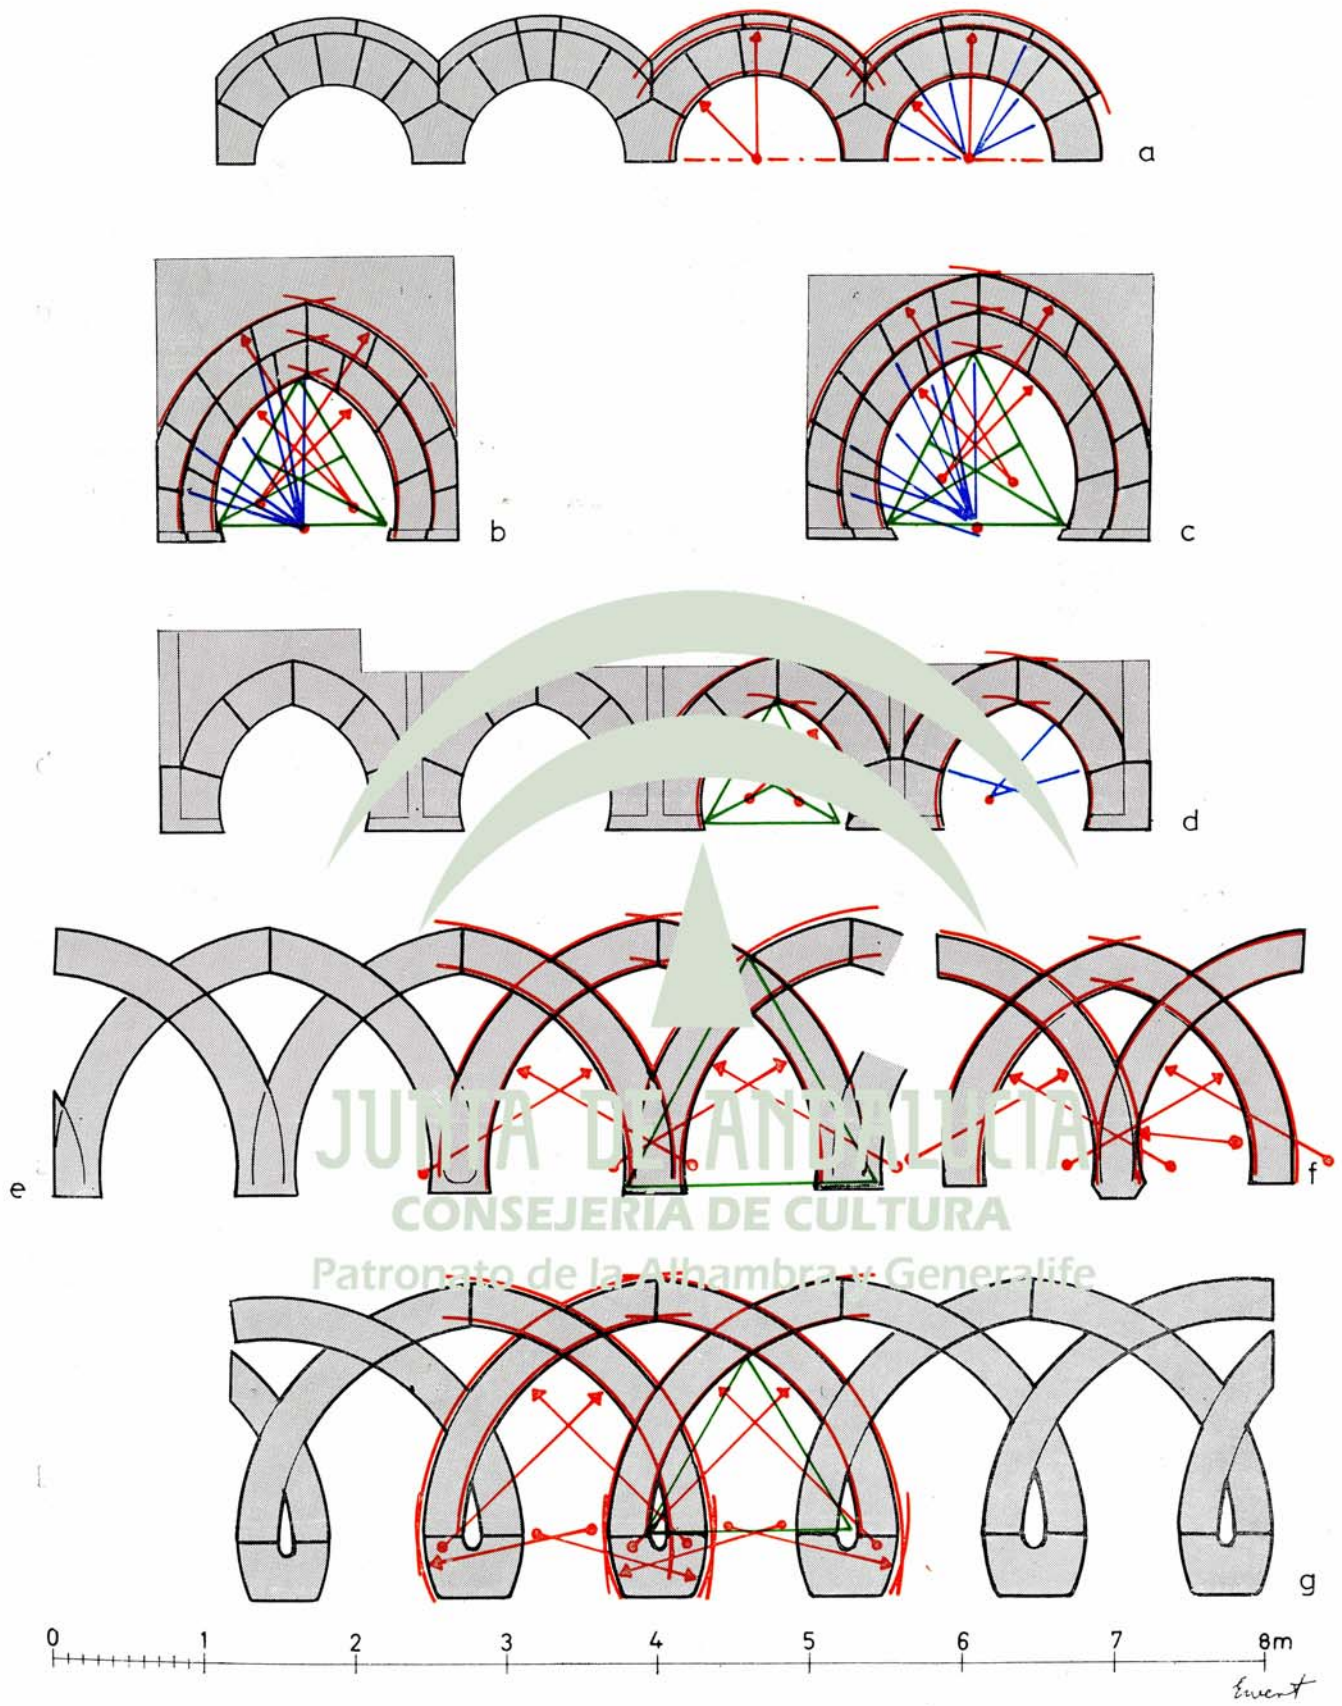 a
b
c
d
JUNTA DE ANDALUCIA
e
f
CONSEJERÍA DE CULTURA
Patronato de la Alhambra y Generalife
g
0 1 2 3 4 5 6 7 8m
Ewert